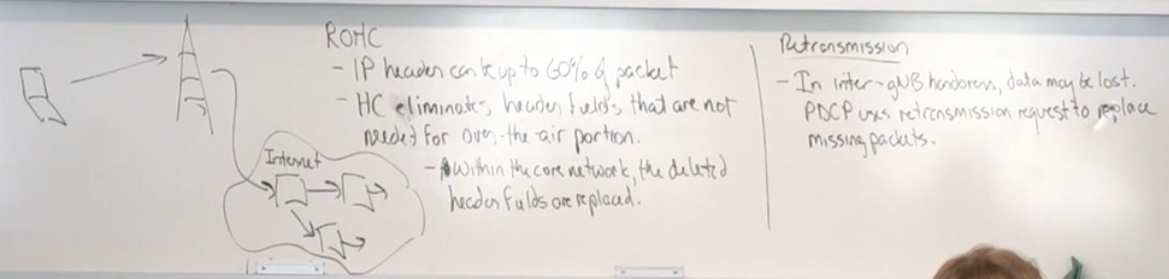 ROHC
- IP header can be up to 60% of packet
- HC eliminates header fields that are not
needed for over-the-air portion.
- Within the core network, the deleted
header fields are replaced.
Internet
Retransmission
- In inter-gNB handovers, data may be lost.
PDCP uses retransmission request to replace
missing packets.